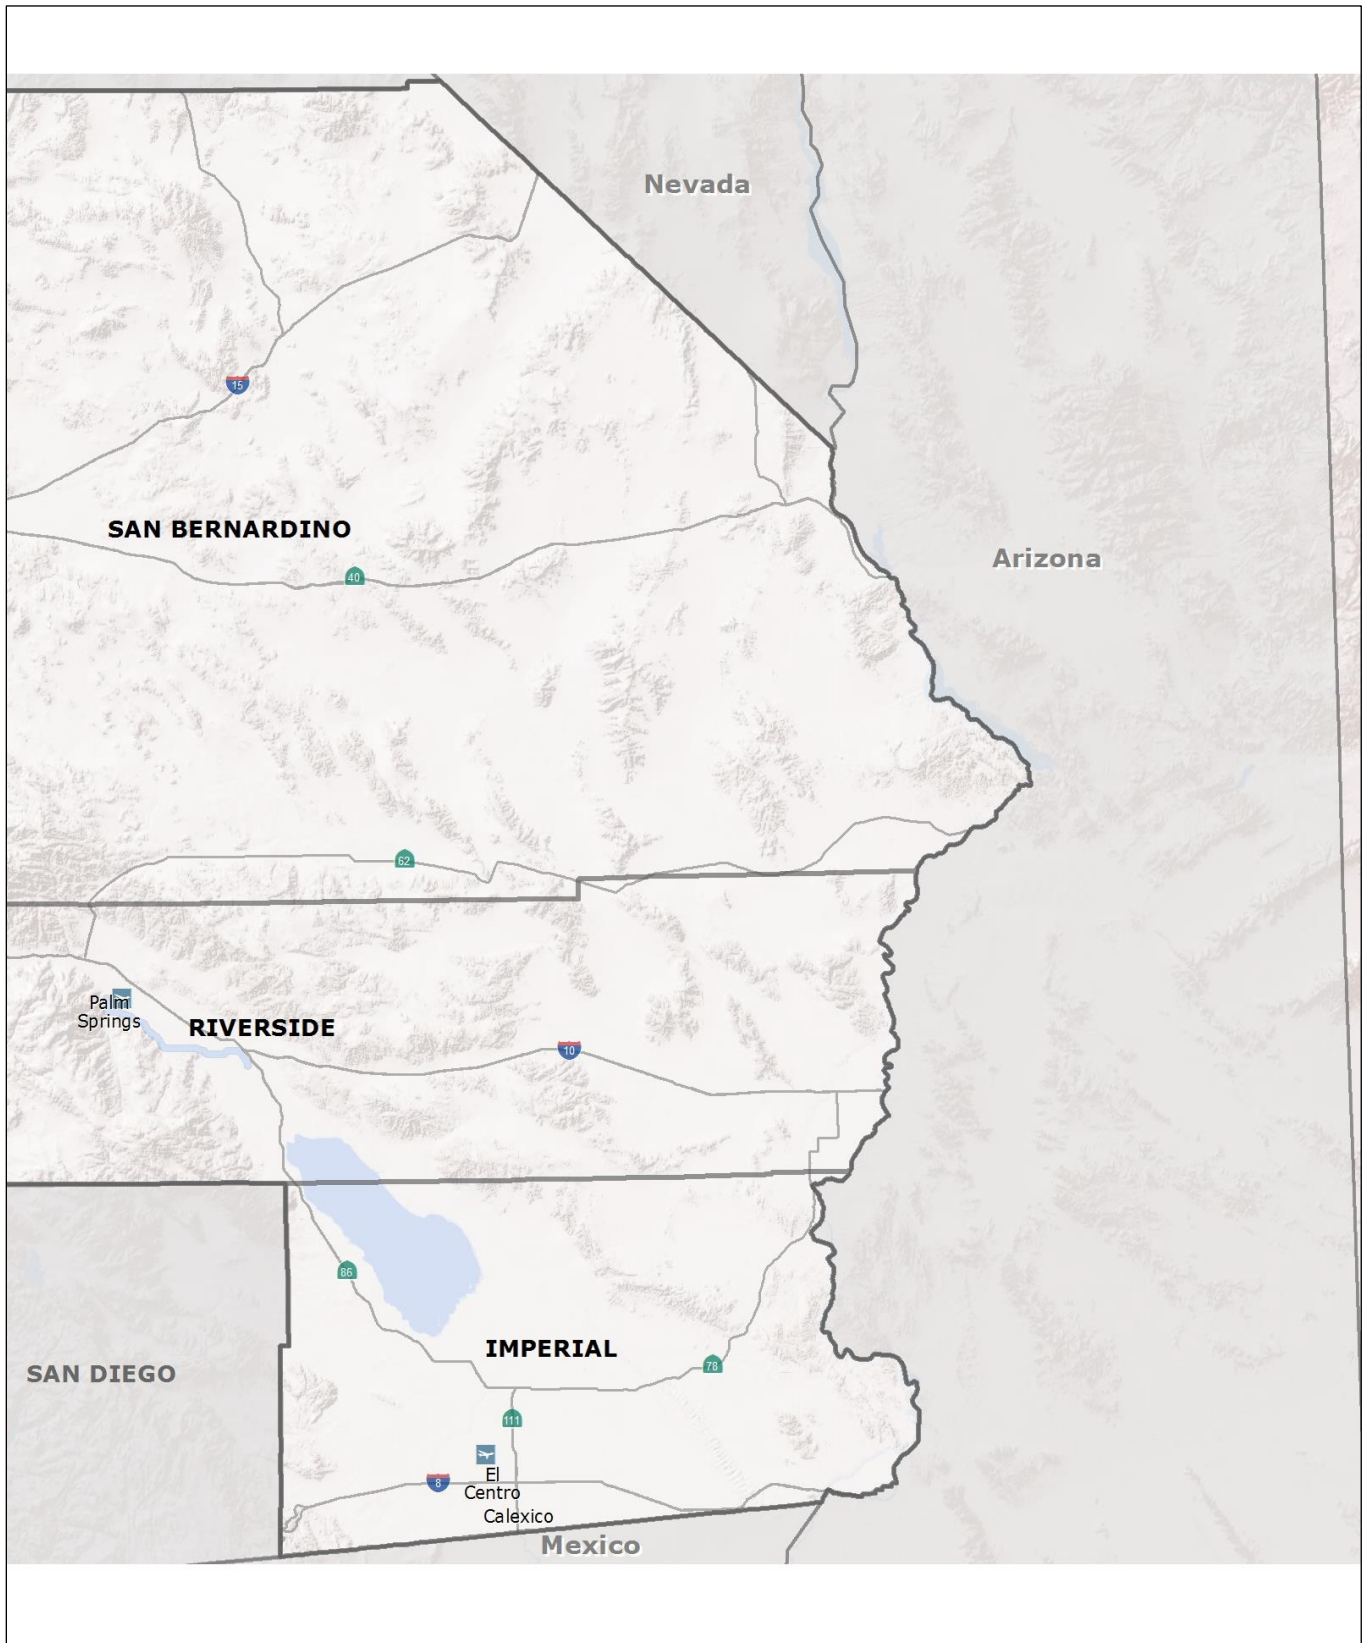 Nevada
15
SAN BERNARDINO
Arizona
40
62
Palm
Springs
RIVERSIDE
10
86
IMPERIAL
78
SAN DIEGO
111
8
El
Centro
Calexico
Mexico